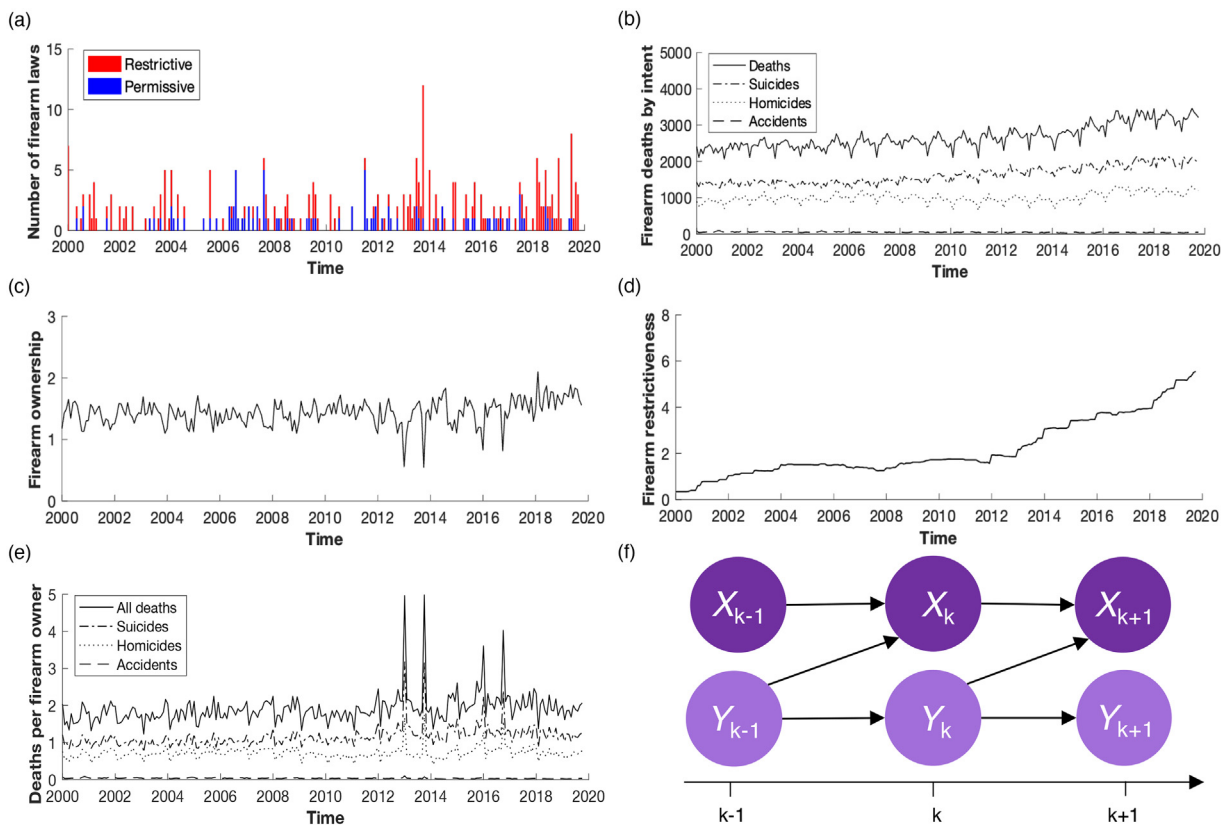 (a)
Number of firearm laws
15
10
5
0
Restrictive
Permissive
2000 2002 2004 2006 2008 2010 2012 2014 2016 2018 2020
Time
(b)
Firearm deaths by intent
5000
4000
3000
2000
1000
0
Deaths
Suicides
Homicides
Accidents
2000 2002 2004 2006 2008 2010 2012 2014 2016 2018 2020
Time
(c)
Firearm ownership
3
2
1
0
2000 2002 2004 2006 2008 2010 2012 2014 2016 2018 2020
Time
(d)
Firearm restrictiveness
8
6
4
2
0
2000 2002 2004 2006 2008 2010 2012 2014 2016 2018 2020
Time
(e)
Deaths per firearm owner
5
4
3
2
1
0
All deaths
Suicides
Homicides
Accidents
2000 2002 2004 2006 2008 2010 2012 2014 2016 2018 2020
Time
(f)
Xk-1 Xk Xk+1
Yk-1 Yk Yk+1
k-1 k k+1